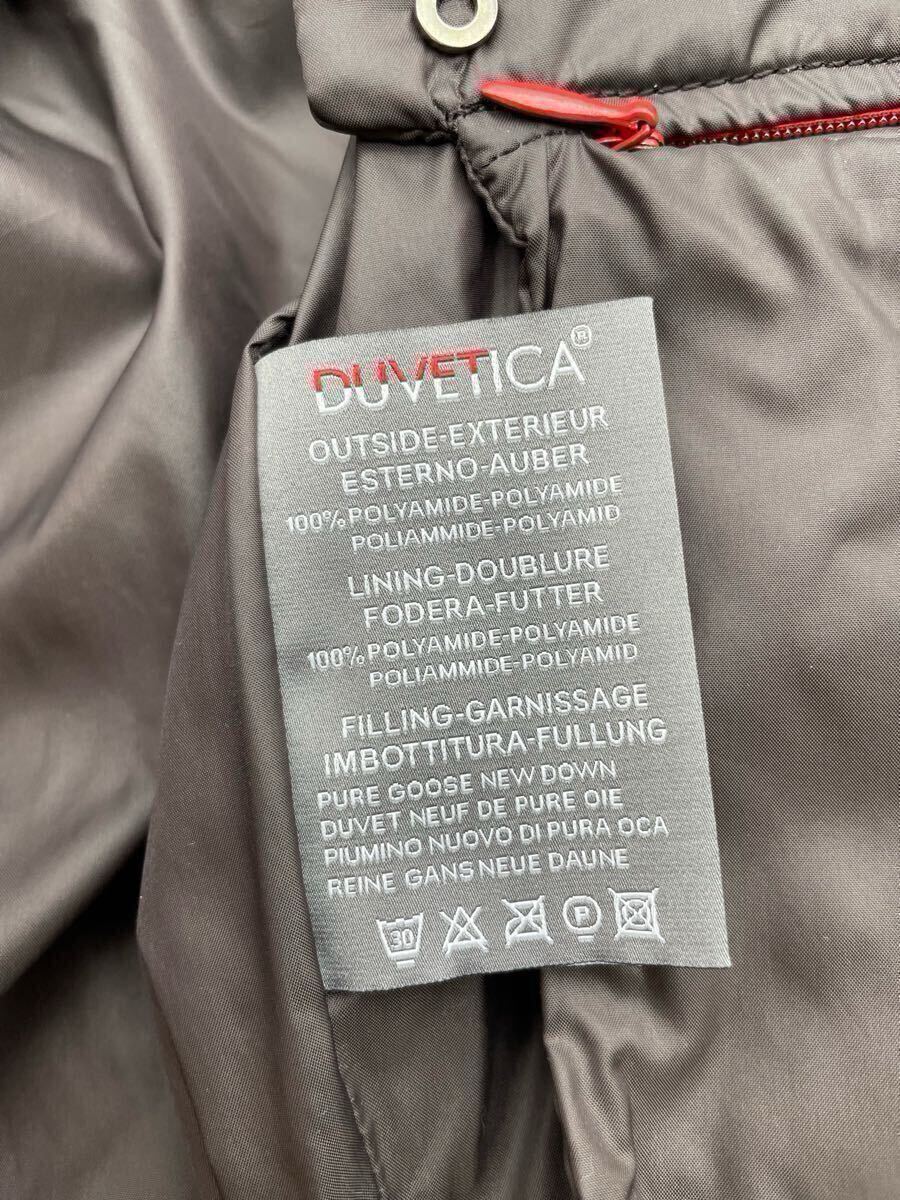 DUVETICA®
OUTSIDE-EXTERIEUR
ESTERNO-AUBER
100% POLYAMIDE-POLYAMIDE
POLIAMMIDE-POLYAMID
LINING-DOUBLURE
FODERA-FUTTER
100% POLYAMIDE-POLYAMIDE
POLIAMMIDE-POLYAMID
FILLING-GARNISSAGE
IMBOTTITURA-FULLUNG
PURE GOOSE NEW DOWN
DUVET NEUF DE PURE OIE
PIUMINO NUOVO DI PURA OCA
REINE GANS NEUE DAUNE
30 P